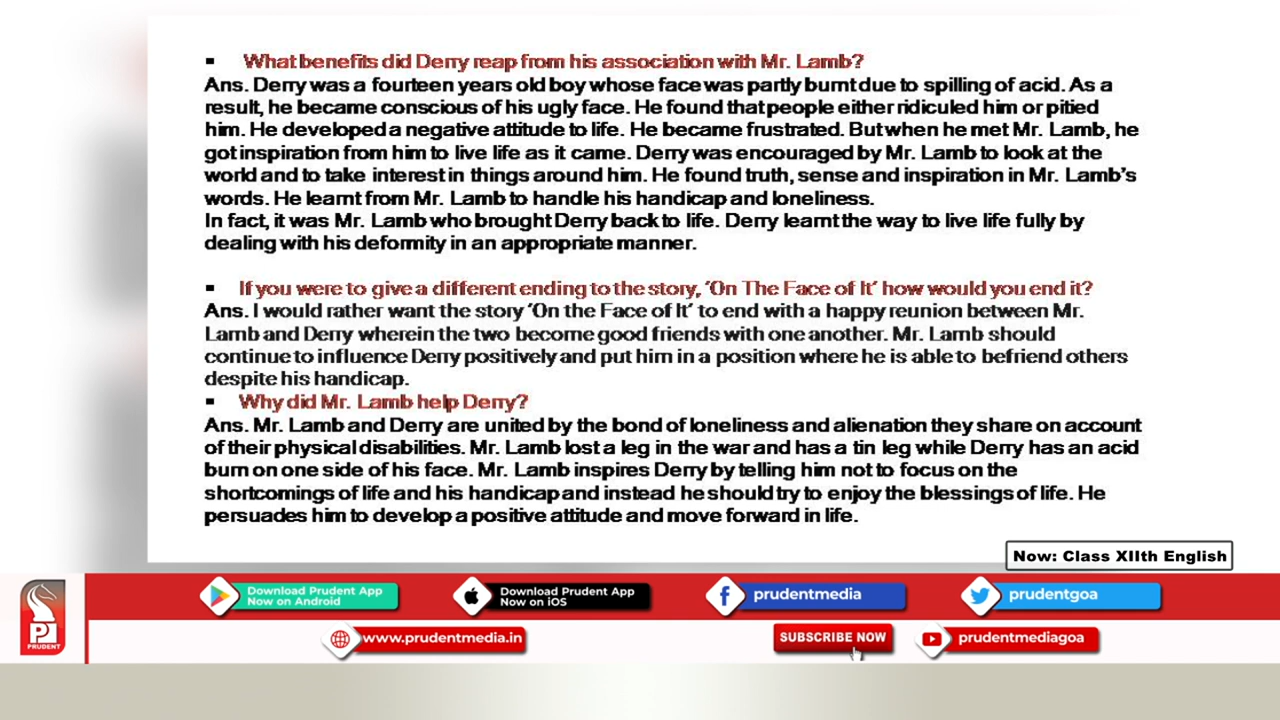 ▪ What benefits did Derry reap from his association with Mr. Lamb?
Ans. Derry was a fourteen years old boy whose face was partly burnt due to spilling of acid. As a
result, he became conscious of his ugly face. He found that people either ridiculed him or pitied
him. He developed a negative attitude to life. He became frustrated. But when he met Mr. Lamb, he
got inspiration from him to live life as it came. Derry was encouraged by Mr. Lamb to look at the
world and to take interest in things around him. He found truth, sense and inspiration in Mr. Lamb's
words. He learnt from Mr. Lamb to handle his handicap and loneliness.
In fact, it was Mr. Lamb who brought Derry back to life. Derry learnt the way to live life fully by
dealing with his deformity in an appropriate manner.
▪ If you were to give a different ending to the story, 'On The Face of It' how would you end it?
Ans. I would rather want the story 'On the Face of It' to end with a happy reunion between Mr.
Lamb and Derry wherein the two become good friends with one another. Mr. Lamb should
continue to influence Derry positively and put him in a position where he is able to befriend others
despite his handicap.
▪ Why did Mr. Lamb help Derry?
Ans. Mr. Lamb and Derry are united by the bond of loneliness and alienation they share on account
of their physical disabilities. Mr. Lamb lost a leg in the war and has a tin leg while Derry has an acid
burn on one side of his face. Mr. Lamb inspires Derry by telling him not to focus on the
shortcomings of life and his handicap and instead he should try to enjoy the blessings of life. He
persuades him to develop a positive attitude and move forward in life.
Now: Class XIIth English
Download Prudent App
Now on Android
Download Prudent App
Now on iOS
prudentmedia
prudentgoa
PRUDENT
www.prudentmedia.in
SUBSCRIBE NOW
prudentmediagoa